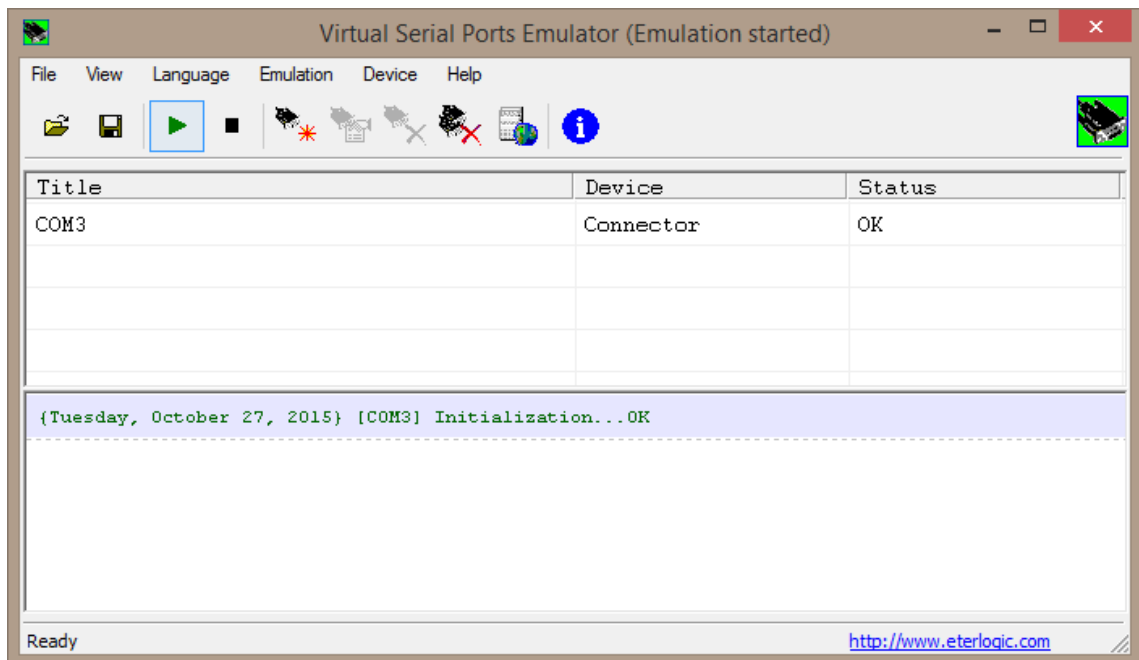 Virtual Serial Ports Emulator (Emulation started)
File View Language Emulation Device Help
Title Device Status
COM3 Connector OK
{Tuesday, October 27, 2015} [COM3] Initialization...OK
Ready http://www.eterlogic.com